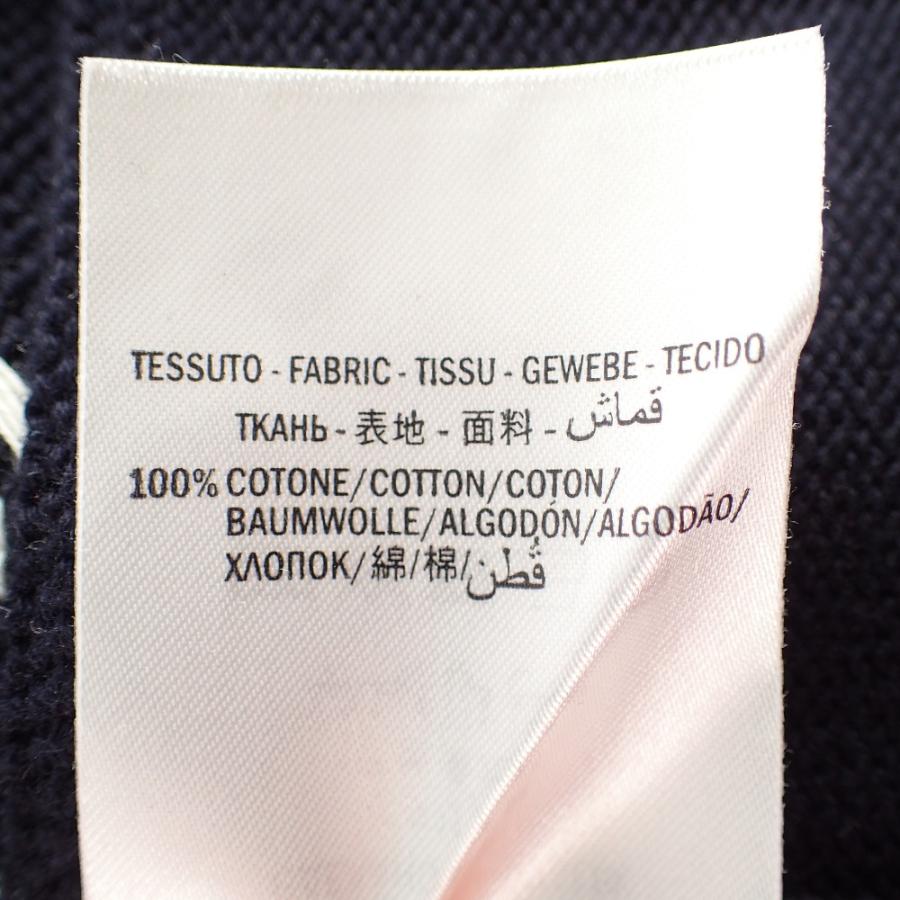 TESSUTO - FABRIC - TISSU - GEWEBE - TECIDO
ТКАНЬ - 表地 - 面料 - قماش
100% COTONE/COTTON/COTON/
BAUMWOLLE/ALGODÓN/ALGODÃO/
ХЛОПОК/綿/棉/قُطن